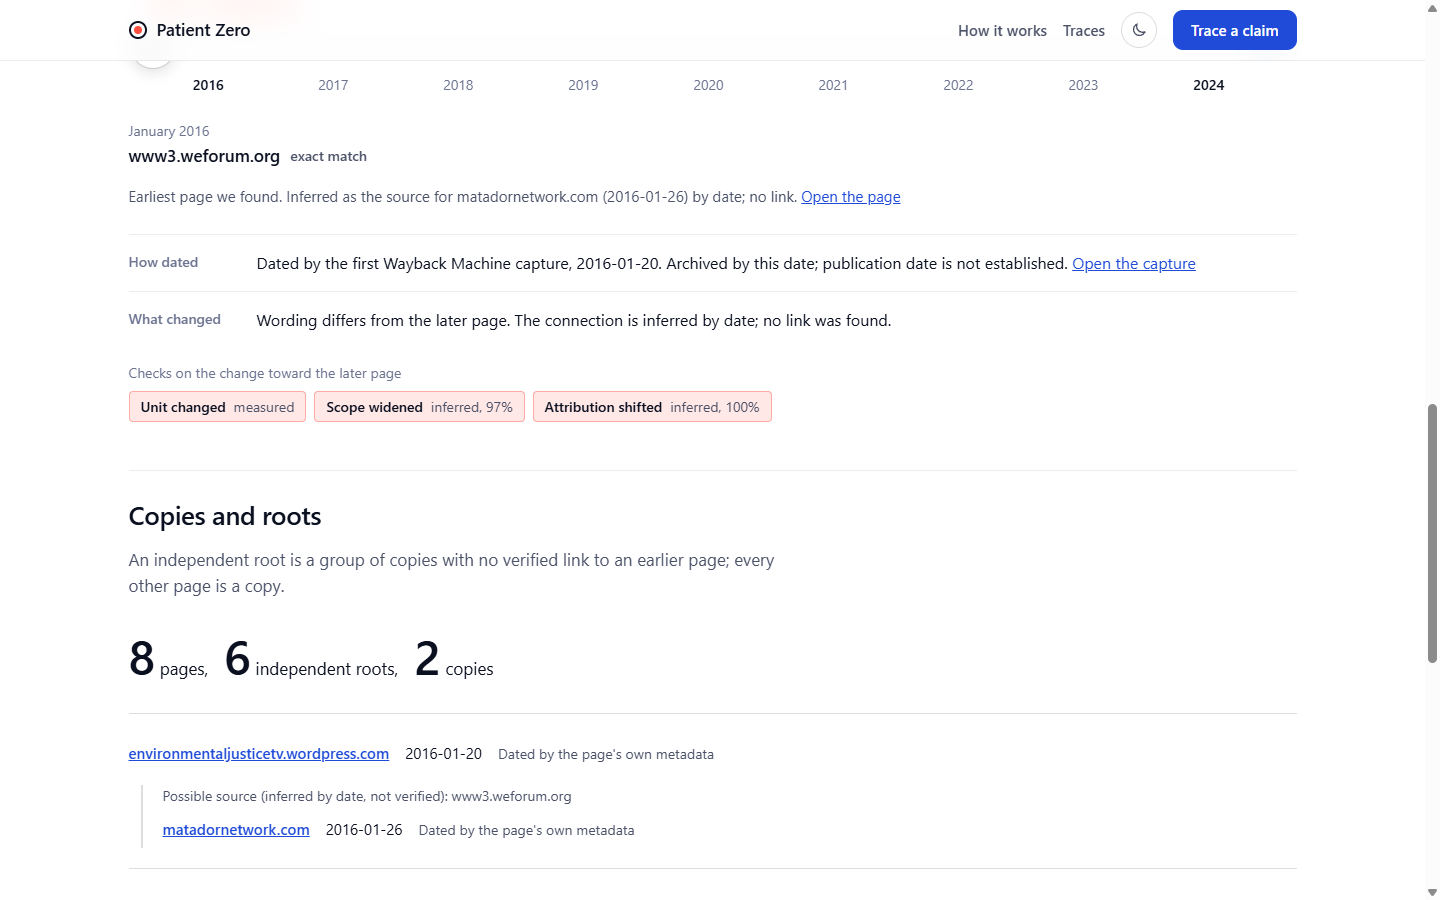 Patient Zero
How it works Traces Trace a claim
2016 2017 2018 2019 2020 2021 2022 2023 2024
January 2016
www3.weforum.org exact match
Earliest page we found. Inferred as the source for matadornetwork.com (2016-01-26) by date; no link. Open the page
How dated Dated by the first Wayback Machine capture, 2016-01-20. Archived by this date; publication date is not established. Open the capture
What changed Wording differs from the later page. The connection is inferred by date; no link was found.
Checks on the change toward the later page
Unit changed measured Scope widened inferred, 97% Attribution shifted inferred, 100%
Copies and roots
An independent root is a group of copies with no verified link to an earlier page; every
other page is a copy.
8 pages, 6 independent roots, 2 copies
environmentaljusticetv.wordpress.com 2016-01-20 Dated by the page's own metadata
Possible source (inferred by date, not verified): www3.weforum.org
matadornetwork.com 2016-01-26 Dated by the page's own metadata